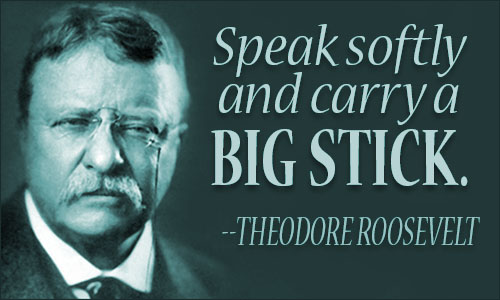 Speak softly
and carry a
BIG STICK.
--THEODORE ROOSEVELT